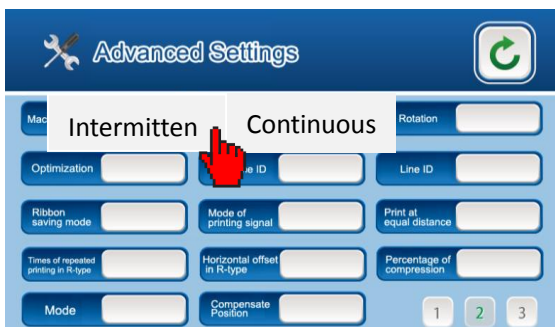 Advanced Settings
Mac
Intermitten
Continuous
Rotation
Optimization
e ID
Line ID
Ribbon
saving mode
Mode of
printing signal
Print at
equal distance
Times of repeated
printing in R-type
Horizontal offset
in R-type
Percentage of
compression
Mode
Compensate
Position
1 2 3